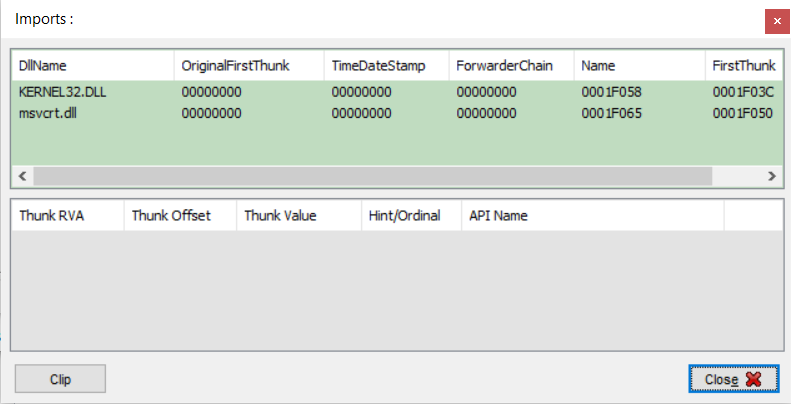 Imports :
DllName OriginalFirstThunk TimeDateStamp ForwarderChain Name FirstThunk
KERNEL32.DLL 00000000 00000000 00000000 0001F058 0001F03C
msvcrt.dll 00000000 00000000 00000000 0001F065 0001F050
Thunk RVA Thunk Offset Thunk Value Hint/Ordinal API Name
Clip Close